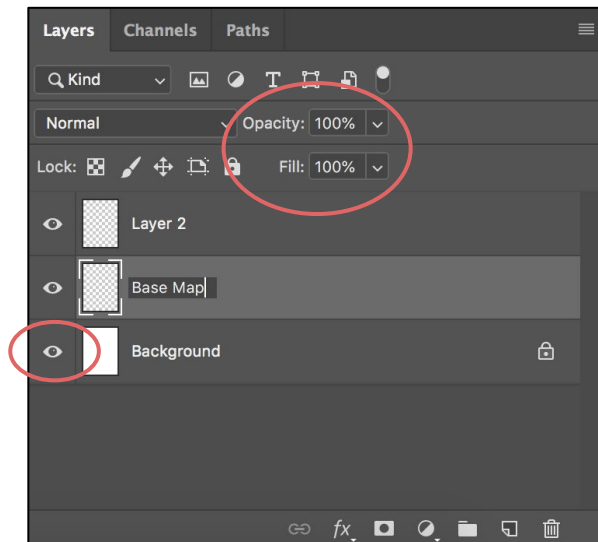 Layers Channels Paths
Kind T
Normal Opacity: 100%
Lock: Fill: 100%
Layer 2
Base Map
Background
fx